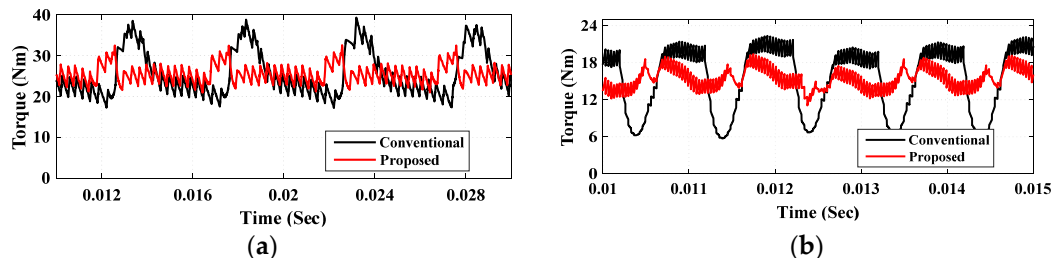 40
30
20
10
0
Torque (Nm)
0.012
0.016
0.02
0.024
0.028
Time (Sec)
Conventional
Proposed
(a)
24
18
12
6
0
Torque (Nm)
0.01
0.011
0.012
0.013
0.014
0.015
Time (Sec)
Conventional
Proposed
(b)